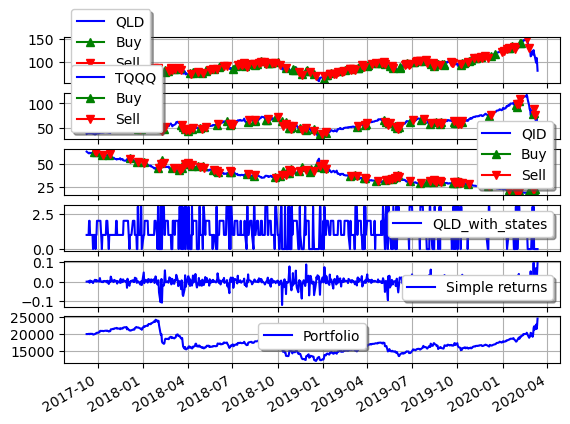 QLD
Buy
Sell
150
100
TQQQ
Buy
Sell
100
50
QID
Buy
Sell
50
25
QLD_with_states
2.5
0.0
Simple returns
0.1
0.0
−0.1
Portfolio
25000
20000
15000
2017-10 2018-01 2018-04 2018-07 2018-10 2019-01 2019-04 2019-07 2019-10 2020-01 2020-04